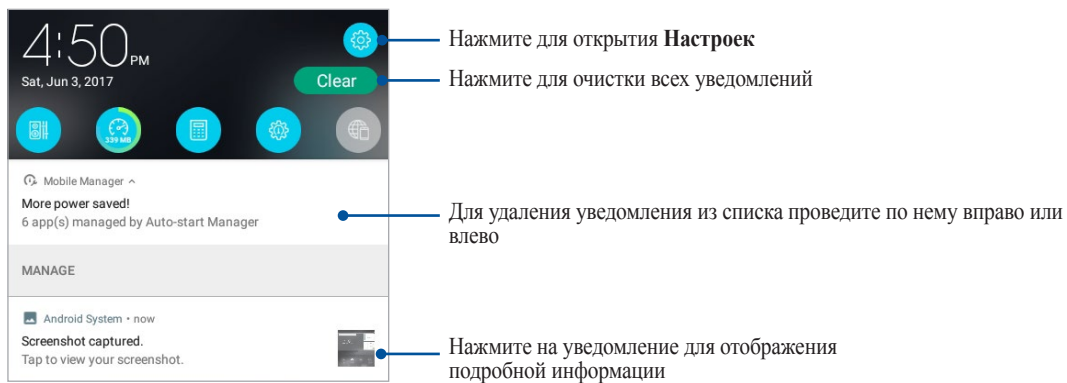 4:50 PM
Sat, Jun 3, 2017
Clear
339 MB
Mobile Manager
More power saved!
6 app(s) managed by Auto-start Manager
MANAGE
Android System • now
Screenshot captured.
Tap to view your screenshot.
Нажмите для открытия Настроек
Нажмите для очистки всех уведомлений
Для удаления уведомления из списка проведите по нему вправо или
влево
Нажмите на уведомление для отображения
подробной информации